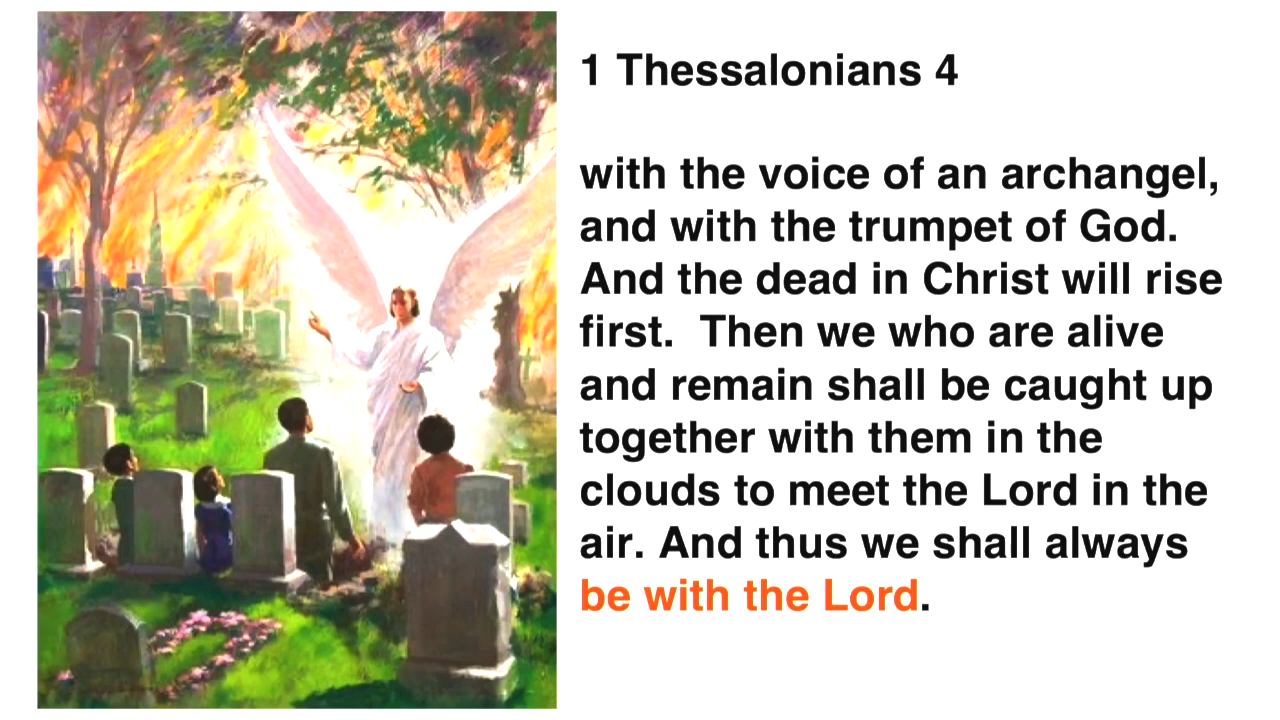 1 Thessalonians 4
with the voice of an archangel,
and with the trumpet of God.
And the dead in Christ will rise
first.  Then we who are alive
and remain shall be caught up
together with them in the
clouds to meet the Lord in the
air. And thus we shall always
be with the Lord.